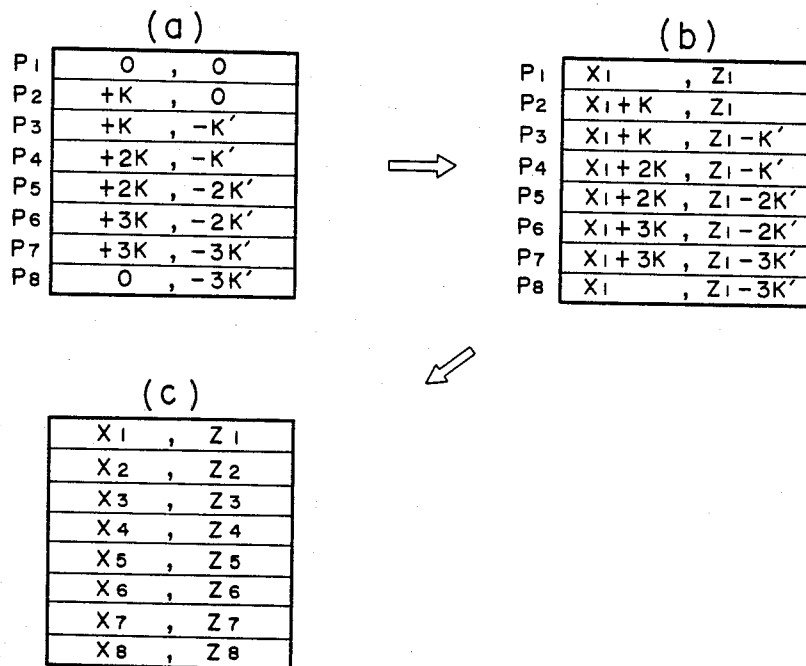 (a)
P1 0 , 0
P2 +K , 0
P3 +K , -K′
P4 +2K , -K′
P5 +2K , -2K′
P6 +3K , -2K′
P7 +3K , -3K′
P8 0 , -3K′
(b)
P1 X1 , Z1
P2 X1+K , Z1
P3 X1+K , Z1-K′
P4 X1+2K , Z1-K′
P5 X1+2K , Z1-2K′
P6 X1+3K , Z1-2K′
P7 X1+3K , Z1-3K′
P8 X1 , Z1-3K′
(c)
X1 , Z1
X2 , Z2
X3 , Z3
X4 , Z4
X5 , Z5
X6 , Z6
X7 , Z7
X8 , Z8